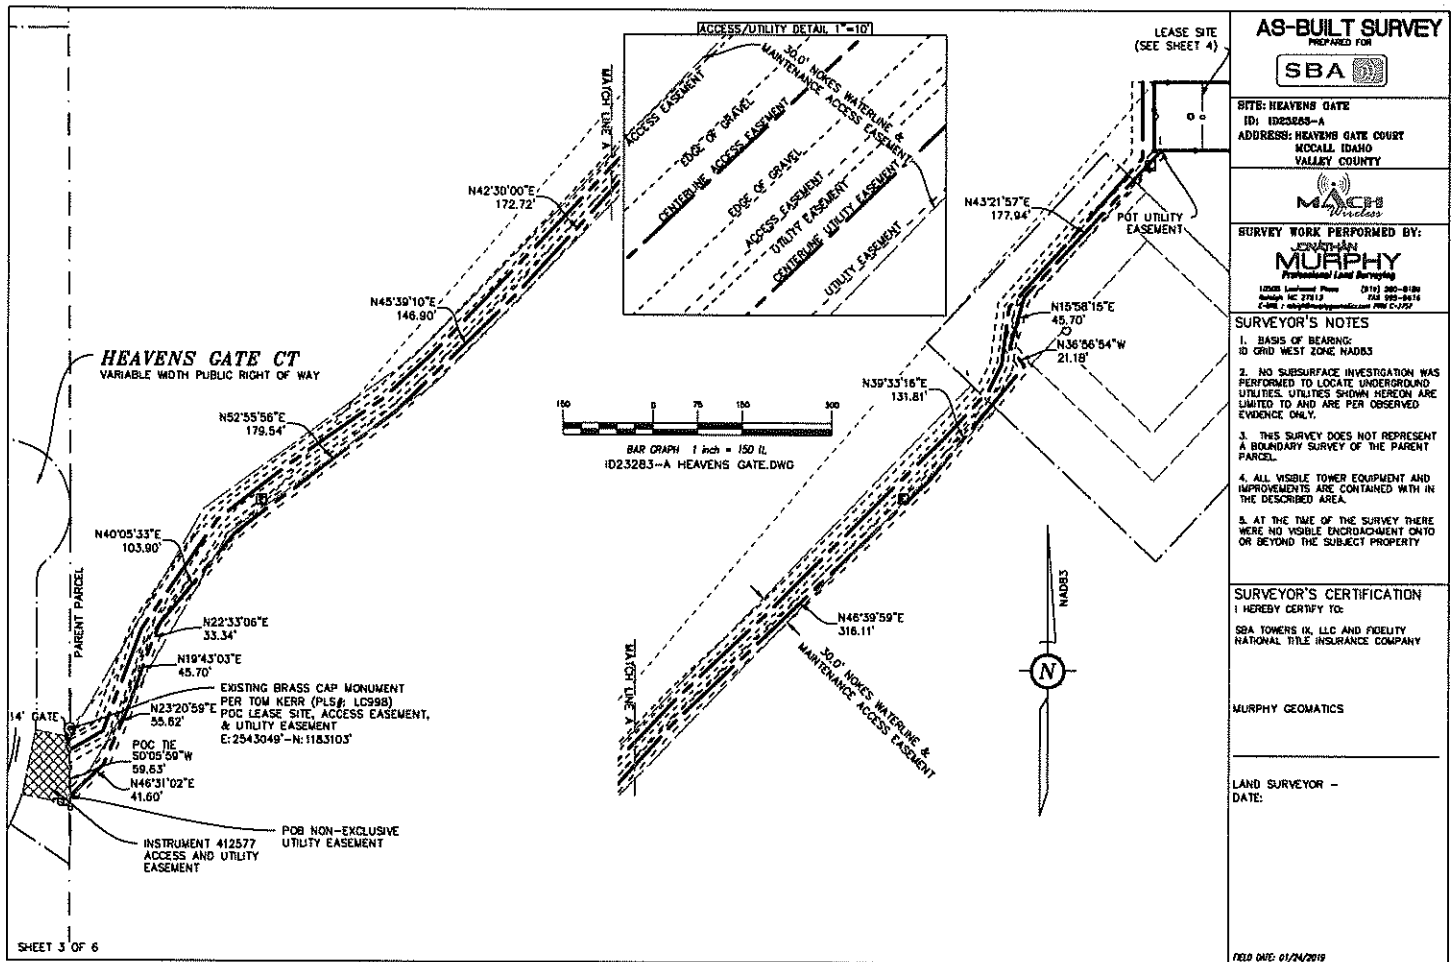 ACCESS/UTILITY DETAIL 1"=10'
ACCESS EASEMENT
30.0' NOKES WATERLINE &
MAINTENANCE ACCESS EASEMENT
EDGE OF GRAVEL
CENTERLINE ACCESS EASEMENT
EDGE OF GRAVEL
ACCESS EASEMENT
UTILITY EASEMENT
CENTERLINE UTILITY EASEMENT
UTILITY EASEMENT
MATCH LINE A
N42°30'00"E
172.72'
N45°39'10"E
146.90'
HEAVENS GATE CT
VARIABLE WIDTH PUBLIC RIGHT OF WAY
N52°55'56"E
179.54'
N40°05'33"E
103.90'
PARENT PARCEL
N22°33'06"E
33.34'
N19°43'03"E
45.70'
N23°20'59"E
55.62'
EXISTING BRASS CAP MONUMENT
PER TOM KERR (PLS#: LC998)
POC LEASE SITE, ACCESS EASEMENT,
& UTILITY EASEMENT
E:2543049'-N:1183103'
14' GATE
POC TIE
S0°05'59"W
59.63'
N46°31'02"E
41.60'
POB NON-EXCLUSIVE
UTILITY EASEMENT
INSTRUMENT 412577
ACCESS AND UTILITY
EASEMENT
SHEET 3 OF 6
LEASE SITE
(SEE SHEET 4)
N43°21'57"E
177.94'
POT UTILITY
EASEMENT
N15°58'15"E
45.70'
N36°56'54"W
21.18'
N39°33'16"E
131.81'
150 0 75 150 300
BAR GRAPH 1 inch = 150 ft.
ID23283-A HEAVENS GATE.DWG
N46°39'59"E
316.11'
30.0' NOKES WATERLINE &
MAINTENANCE ACCESS EASEMENT
MATCH LINE A
NAD83
N
AS-BUILT SURVEY
PREPARED FOR
SBA
SITE: HEAVENS GATE
ID: ID23283-A
ADDRESS: HEAVENS GATE COURT
MCCALL IDAHO
VALLEY COUNTY
MACH
Wireless
SURVEY WORK PERFORMED BY:
JONATHAN
MURPHY
Professional Land Surveying
SURVEYOR'S NOTES
1. BASIS OF BEARING:
ID GRID WEST ZONE NAD83
2. NO SUBSURFACE INVESTIGATION WAS
PERFORMED TO LOCATE UNDERGROUND
UTILITIES. UTILITIES SHOWN HEREON ARE
LIMITED TO AND ARE PER OBSERVED
EVIDENCE ONLY.
3. THIS SURVEY DOES NOT REPRESENT
A BOUNDARY SURVEY OF THE PARENT
PARCEL.
4. ALL VISIBLE TOWER EQUIPMENT AND
IMPROVEMENTS ARE CONTAINED WITH IN
THE DESCRIBED AREA.
5. AT THE TIME OF THE SURVEY THERE
WERE NO VISIBLE ENCROACHMENT ONTO
OR BEYOND THE SUBJECT PROPERTY
SURVEYOR'S CERTIFICATION
I HEREBY CERTIFY TO:
SBA TOWERS IX, LLC AND FIDELITY
NATIONAL TITLE INSURANCE COMPANY
MURPHY GEOMATICS
LAND SURVEYOR -
DATE:
FIELD DATE: 01/24/2019